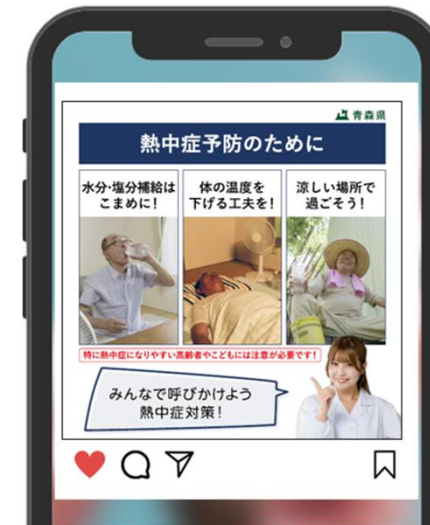 青森県
熱中症予防のために
水分・塩分補給は
こまめに!
体の温度を
下げる工夫を!
涼しい場所で
過ごそう!
特に熱中症になりやすい高齢者やこどもには注意が必要です!
みんなで呼びかけよう
熱中症対策!